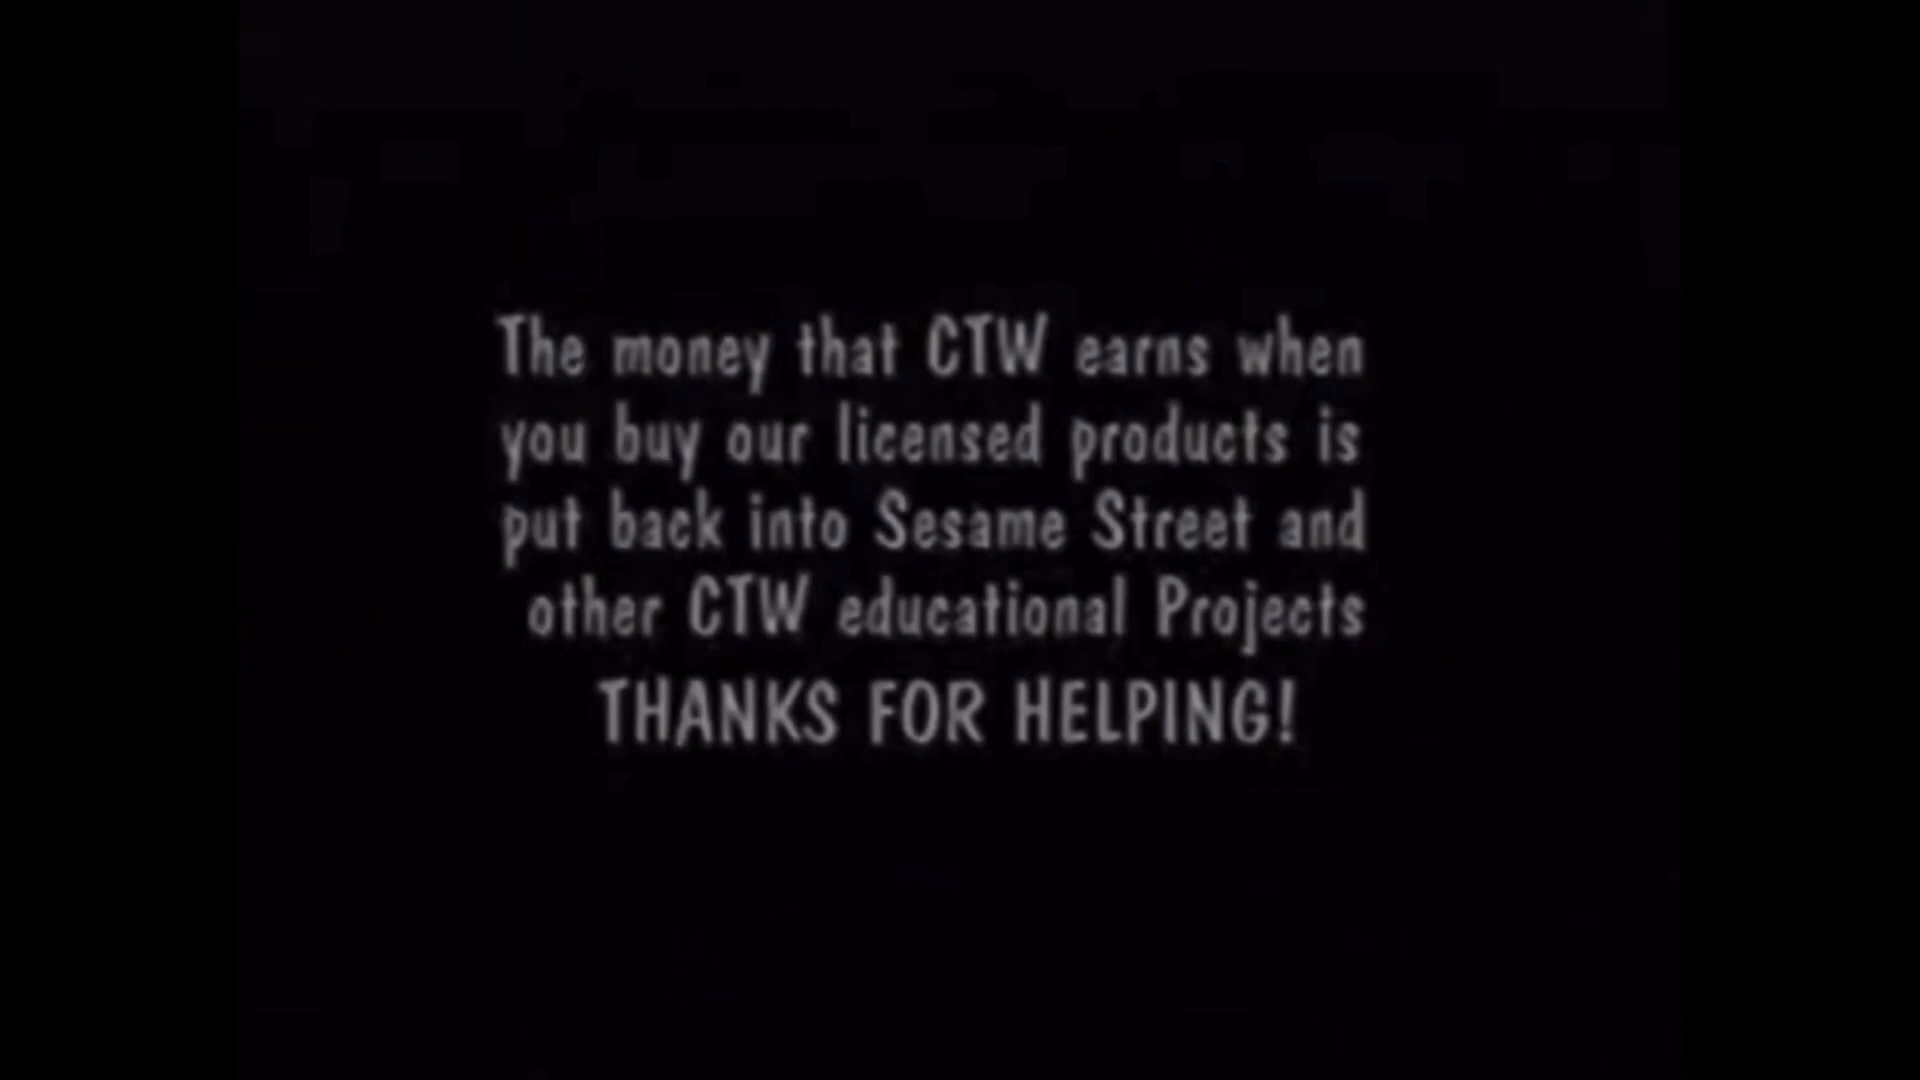 The money that CTW earns when
you buy our licensed products is
put back into Sesame Street and
other CTW educational Projects
THANKS FOR HELPING!